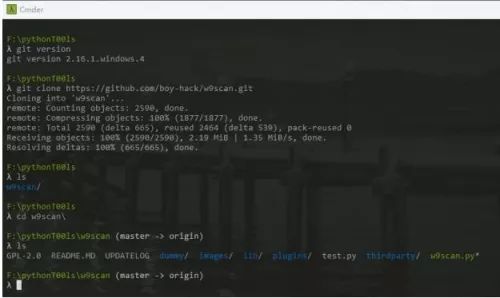 λ Cmder
F:\pythonT00ls
λ git version
git version 2.16.1.windows.4
F:\pythonT00ls
λ git clone https://github.com/boy-hack/w9scan.git
Cloning into 'w9scan'...
remote: Counting objects: 2590, done.
remote: Compressing objects: 100% (1877/1877), done.
remote: Total 2590 (delta 665), reused 2464 (delta 539), pack-reused 0
Receiving objects: 100% (2590/2590), 2.19 MiB | 1.35 MiB/s, done.
Resolving deltas: 100% (665/665), done.
F:\pythonT00ls
λ ls
w9scan/
F:\pythonT00ls
λ cd w9scan\
F:\pythonT00ls\w9scan (master -> origin)
λ ls
GPL-2.0 README.MD UPDATELOG dummy/ images/ lib/ plugins/ test.py thirdparty/ w9scan.py*
F:\pythonT00ls\w9scan (master -> origin)
λ